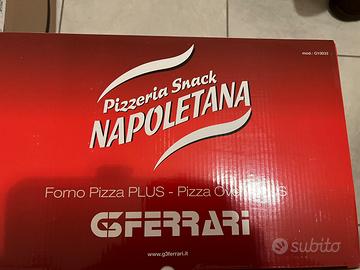 mod.: G10032
Pizzeria Snack
NAPOLETANA
Forno Pizza PLUS - Pizza Oven PLUS
G3FERRARI
www.g3ferrari.it
subito